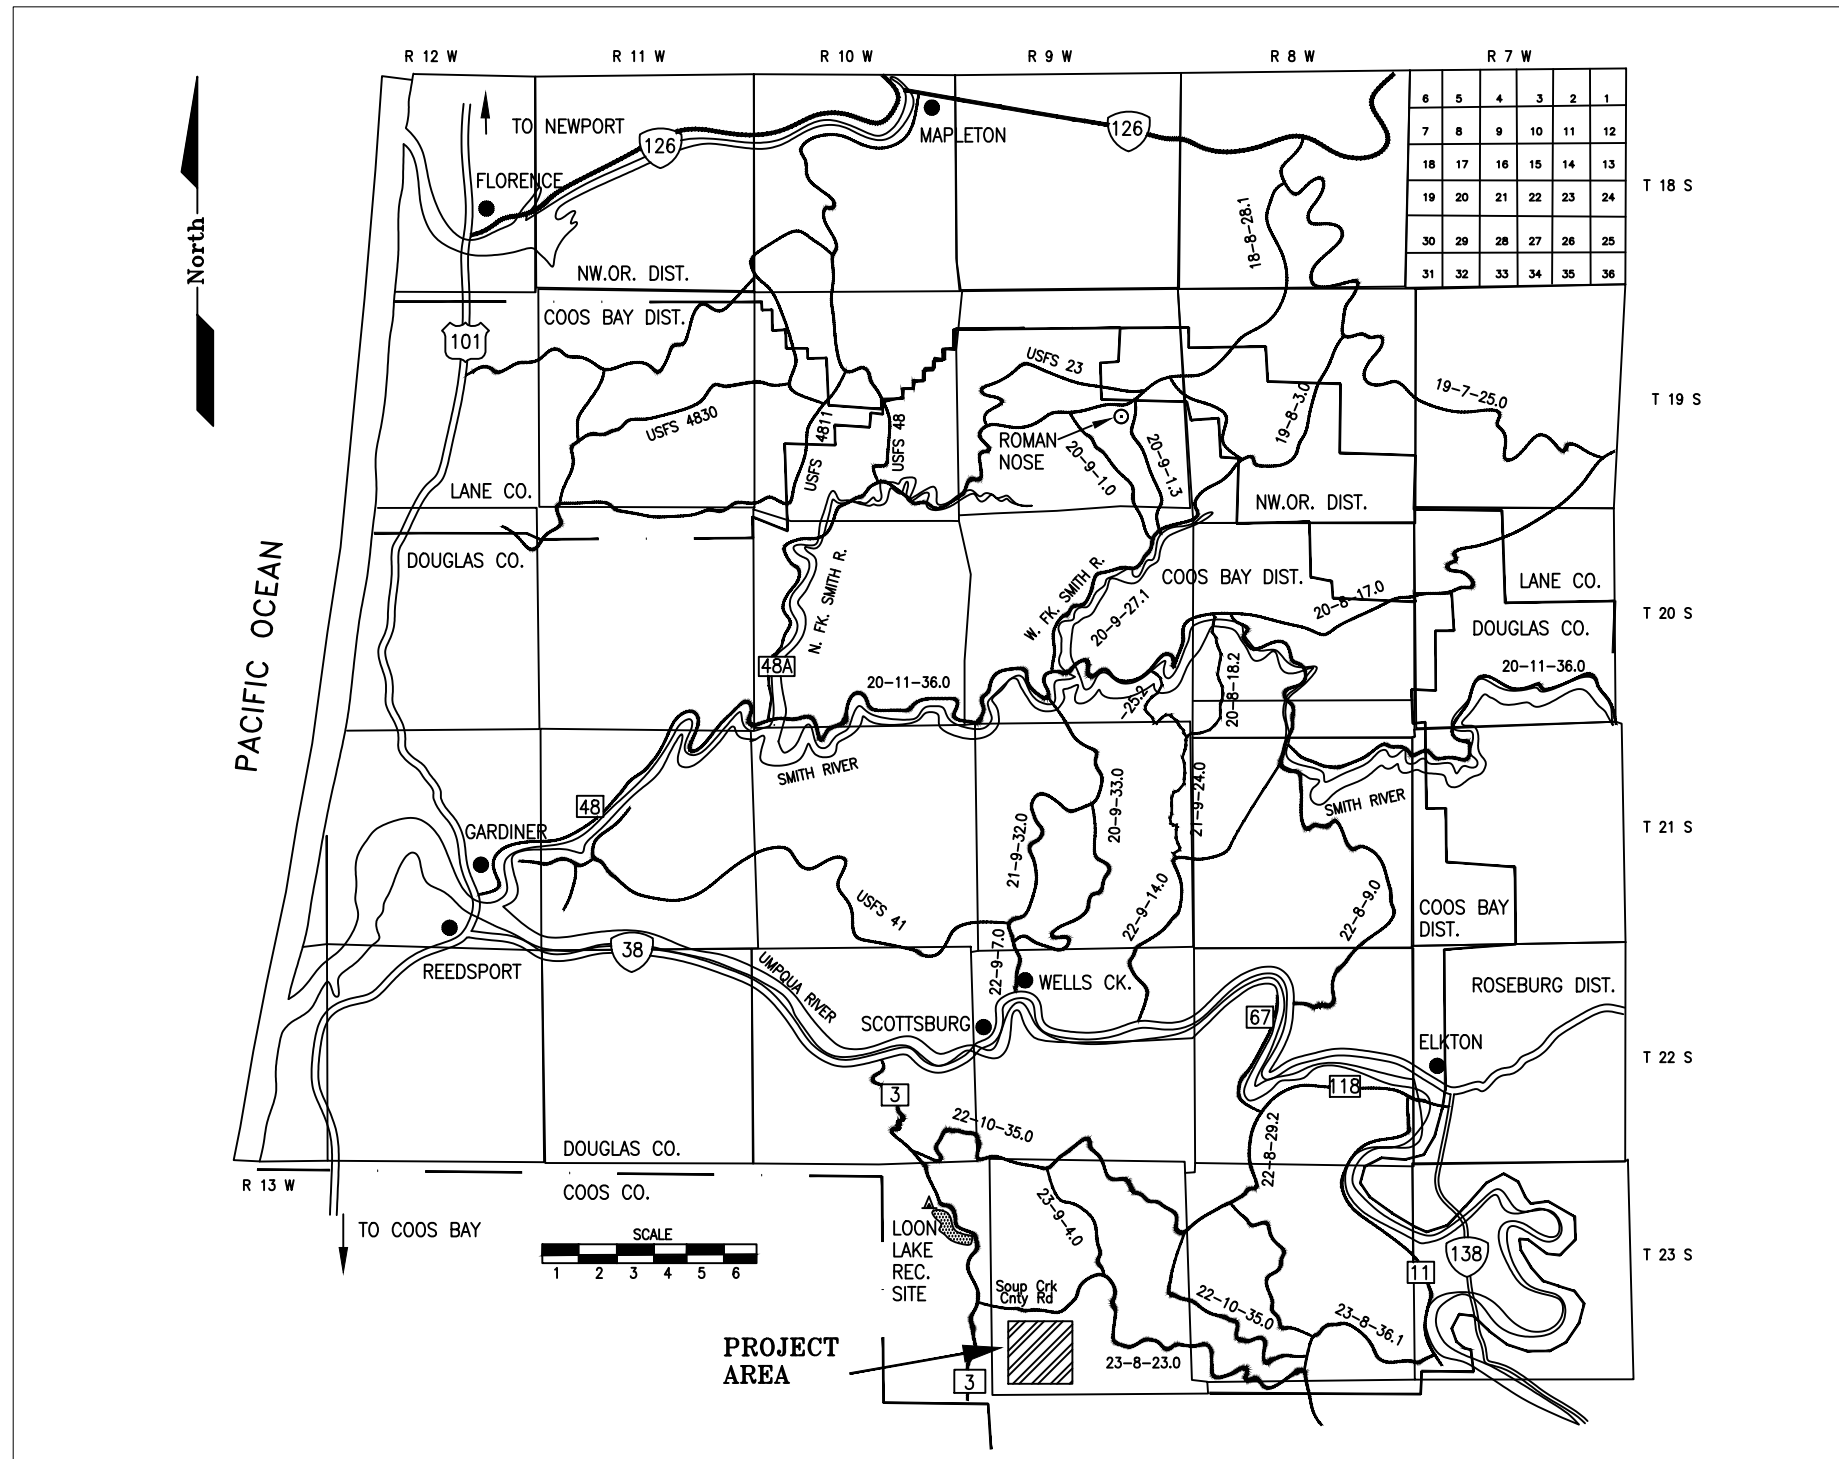 R 12 W
R 11 W
R 10 W
R 9 W
R 8 W
R 7 W
6 5 4 3 2 1
7 8 9 10 11 12
18 17 16 15 14 13
19 20 21 22 23 24
30 29 28 27 26 25
31 32 33 34 35 36
T 18 S
TO NEWPORT
126
MAPLETON
126
FLORENCE
North
18-8-28.1
NW.OR. DIST.
COOS BAY DIST.
101
USFS 23
19-8-3.0
19-7-25.0
T 19 S
USFS 4830
USFS 4811
USFS 48
ROMAN
NOSE
20-9-1.0
20-9-1.3
LANE CO.
NW.OR. DIST.
DOUGLAS CO.
PACIFIC OCEAN
N. FK. SMITH R.
W. FK. SMITH R.
COOS BAY DIST.
20-9-27.1
20-8-17.0
LANE CO.
T 20 S
DOUGLAS CO.
48A
20-11-36.0
-25.2
20-8-18.2
20-11-36.0
SMITH RIVER
48
20-9-33.0
21-9-24.0
SMITH RIVER
GARDINER
21-9-32.0
T 21 S
USFS 41
22-9-14.0
22-8-9.0
COOS BAY
DIST.
38
REEDSPORT
UMPQUA RIVER
22-9-7.0
WELLS CK.
ROSEBURG DIST.
SCOTTSBURG
67
ELKTON
T 22 S
3
118
22-10-35.0
22-8-29.2
DOUGLAS CO.
R 13 W
COOS CO.
TO COOS BAY
SCALE
1 2 3 4 5 6
LOON
LAKE
REC.
SITE
23-9-4.0
138
T 23 S
11
Soup Crk
Cnty Rd
22-10-35.0
23-8-36.1
PROJECT
AREA
23-8-23.0
3